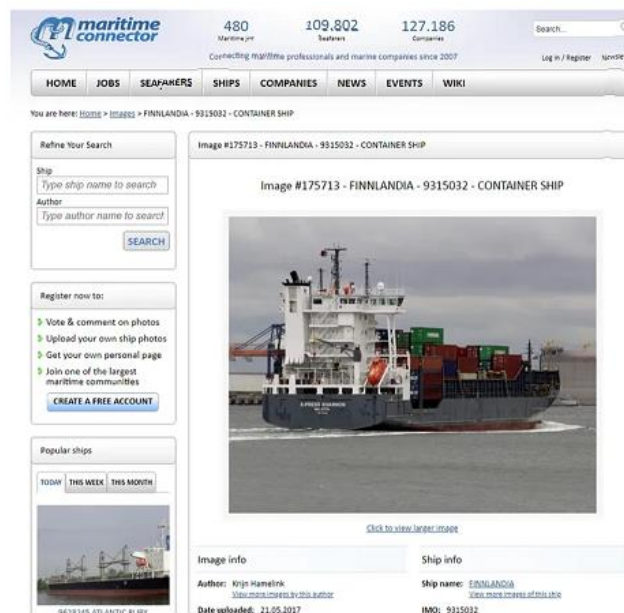 maritime connector
480
Maritime
109.802
Seafarers
127.186
Companies
Connecting maritime professionals and marine companies since 2007
Search...
Log in / Register
HOME JOBS SEAFARERS SHIPS COMPANIES NEWS EVENTS WIKI
You are here: Home > Images > FINNLANDIA - 9315032 - CONTAINER SHIP
Refine Your Search
Ship
Type ship name to search
Author
Type author name to search
SEARCH
Register now to:
Vote & comment on photos
Upload your own ship photos
Get your own personal page
Join one of the largest
maritime communities
CREATE A FREE ACCOUNT
Popular ships
TODAY THIS WEEK THIS MONTH
Image #175713 - FINNLANDIA - 9315032 - CONTAINER SHIP
Image #175713 - FINNLANDIA - 9315032 - CONTAINER SHIP
Click to view larger image
Image info
Author: Krijn Hamelink
View more images by this author
Date uploaded: 21.05.2017
Ship info
Ship name: FINNLANDIA
View more images of this ship
IMO: 9315032